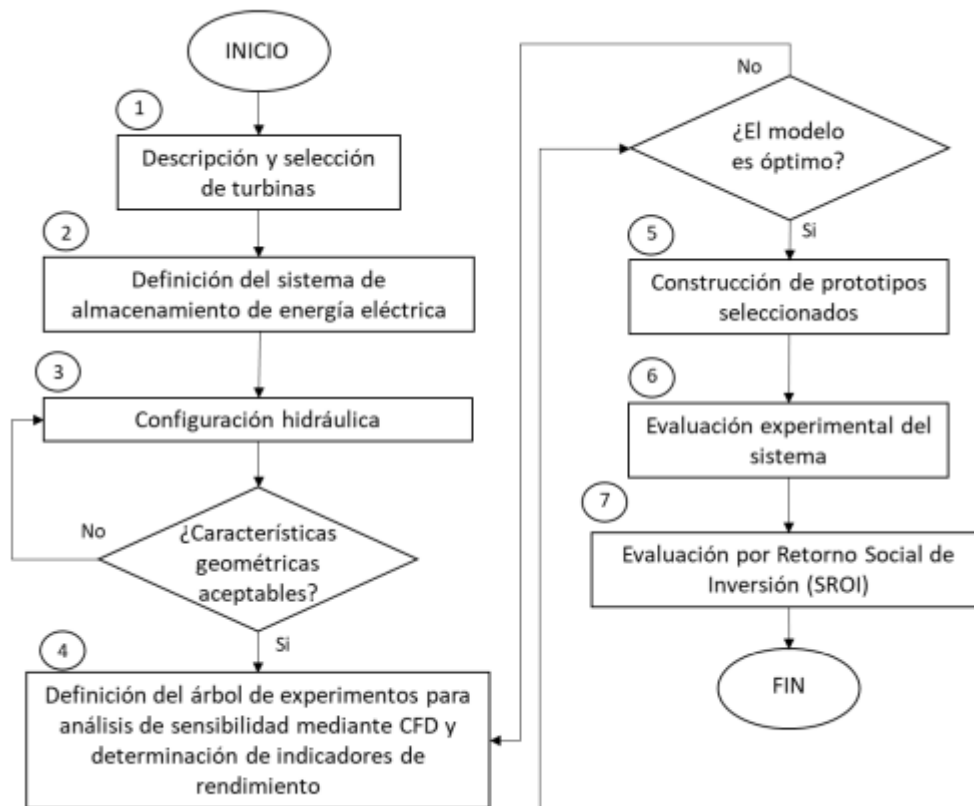 INICIO
1
Descripción y selección
de turbinas
2
Definición del sistema de
almacenamiento de energía eléctrica
3
Configuración hidráulica
No
¿Características
geométricas
aceptables?
Si
4
Definición del árbol de experimentos para
análisis de sensibilidad mediante CFD y
determinación de indicadores de
rendimiento
No
¿El modelo
es óptimo?
Si
5
Construcción de prototipos
seleccionados
6
Evaluación experimental del
sistema
7
Evaluación por Retorno Social de
Inversión (SROI)
FIN